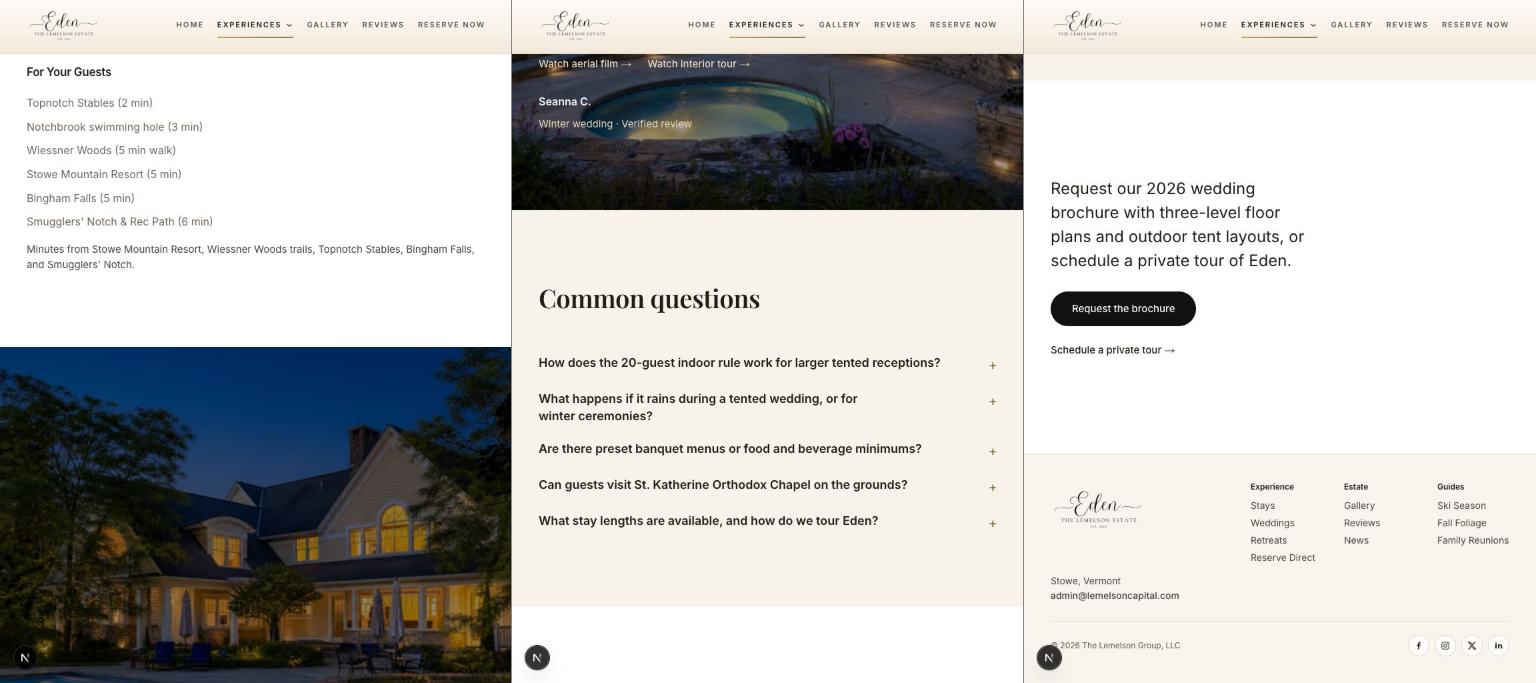 Eden
THE LEMELSON ESTATE
HOME EXPERIENCES GALLERY REVIEWS RESERVE NOW
For Your Guests
Topnotch Stables (2 min)
Notchbrook swimming hole (3 min)
Wiessner Woods (5 min walk)
Stowe Mountain Resort (5 min)
Bingham Falls (5 min)
Smugglers' Notch & Rec Path (6 min)
Minutes from Stowe Mountain Resort, Wiessner Woods trails, Topnotch Stables, Bingham Falls,
and Smugglers' Notch.
N
Eden
THE LEMELSON ESTATE
HOME EXPERIENCES GALLERY REVIEWS RESERVE NOW
Watch aerial film → Watch interior tour →
Seanna C.
Winter wedding · Verified review
Common questions
How does the 20-guest indoor rule work for larger tented receptions? +
What happens if it rains during a tented wedding, or for
winter ceremonies? +
Are there preset banquet menus or food and beverage minimums? +
Can guests visit St. Katherine Orthodox Chapel on the grounds? +
What stay lengths are available, and how do we tour Eden? +
N
Eden
THE LEMELSON ESTATE
HOME EXPERIENCES GALLERY REVIEWS RESERVE NOW
Request our 2026 wedding
brochure with three-level floor
plans and outdoor tent layouts, or
schedule a private tour of Eden.
Request the brochure
Schedule a private tour →
Eden
THE LEMELSON ESTATE
Stowe, Vermont
admin@lemelsoncapital.com
Experience
Stays
Weddings
Retreats
Reserve Direct
Estate
Gallery
Reviews
News
Guides
Ski Season
Fall Foliage
Family Reunions
N
© 2026 The Lemelson Group, LLC